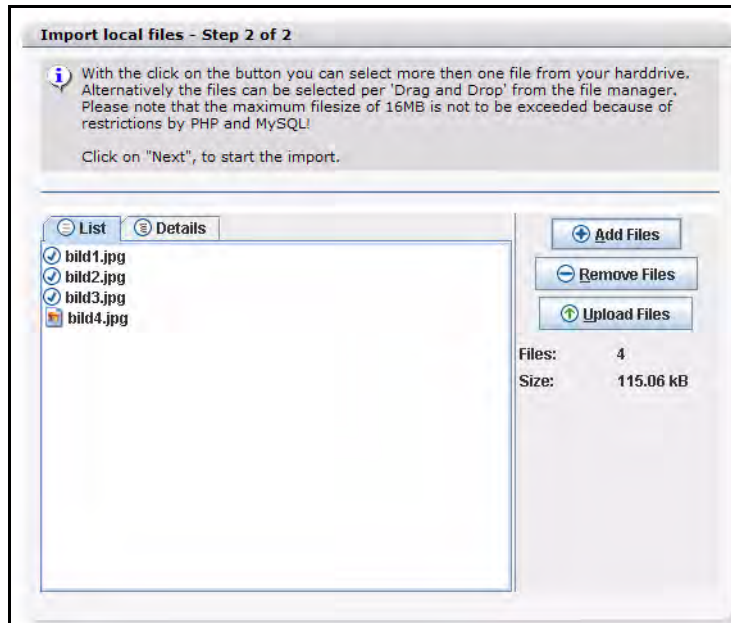 Import local files - Step 2 of 2
With the click on the button you can select more then one file from your harddrive.
Alternatively the files can be selected per 'Drag and Drop' from the file manager.
Please note that the maximum filesize of 16MB is not to be exceeded because of
restrictions by PHP and MySQL!
Click on "Next", to start the import.
List Details
bild1.jpg
bild2.jpg
bild3.jpg
bild4.jpg
Add Files
Remove Files
Upload Files
Files: 4
Size: 115.06 kB